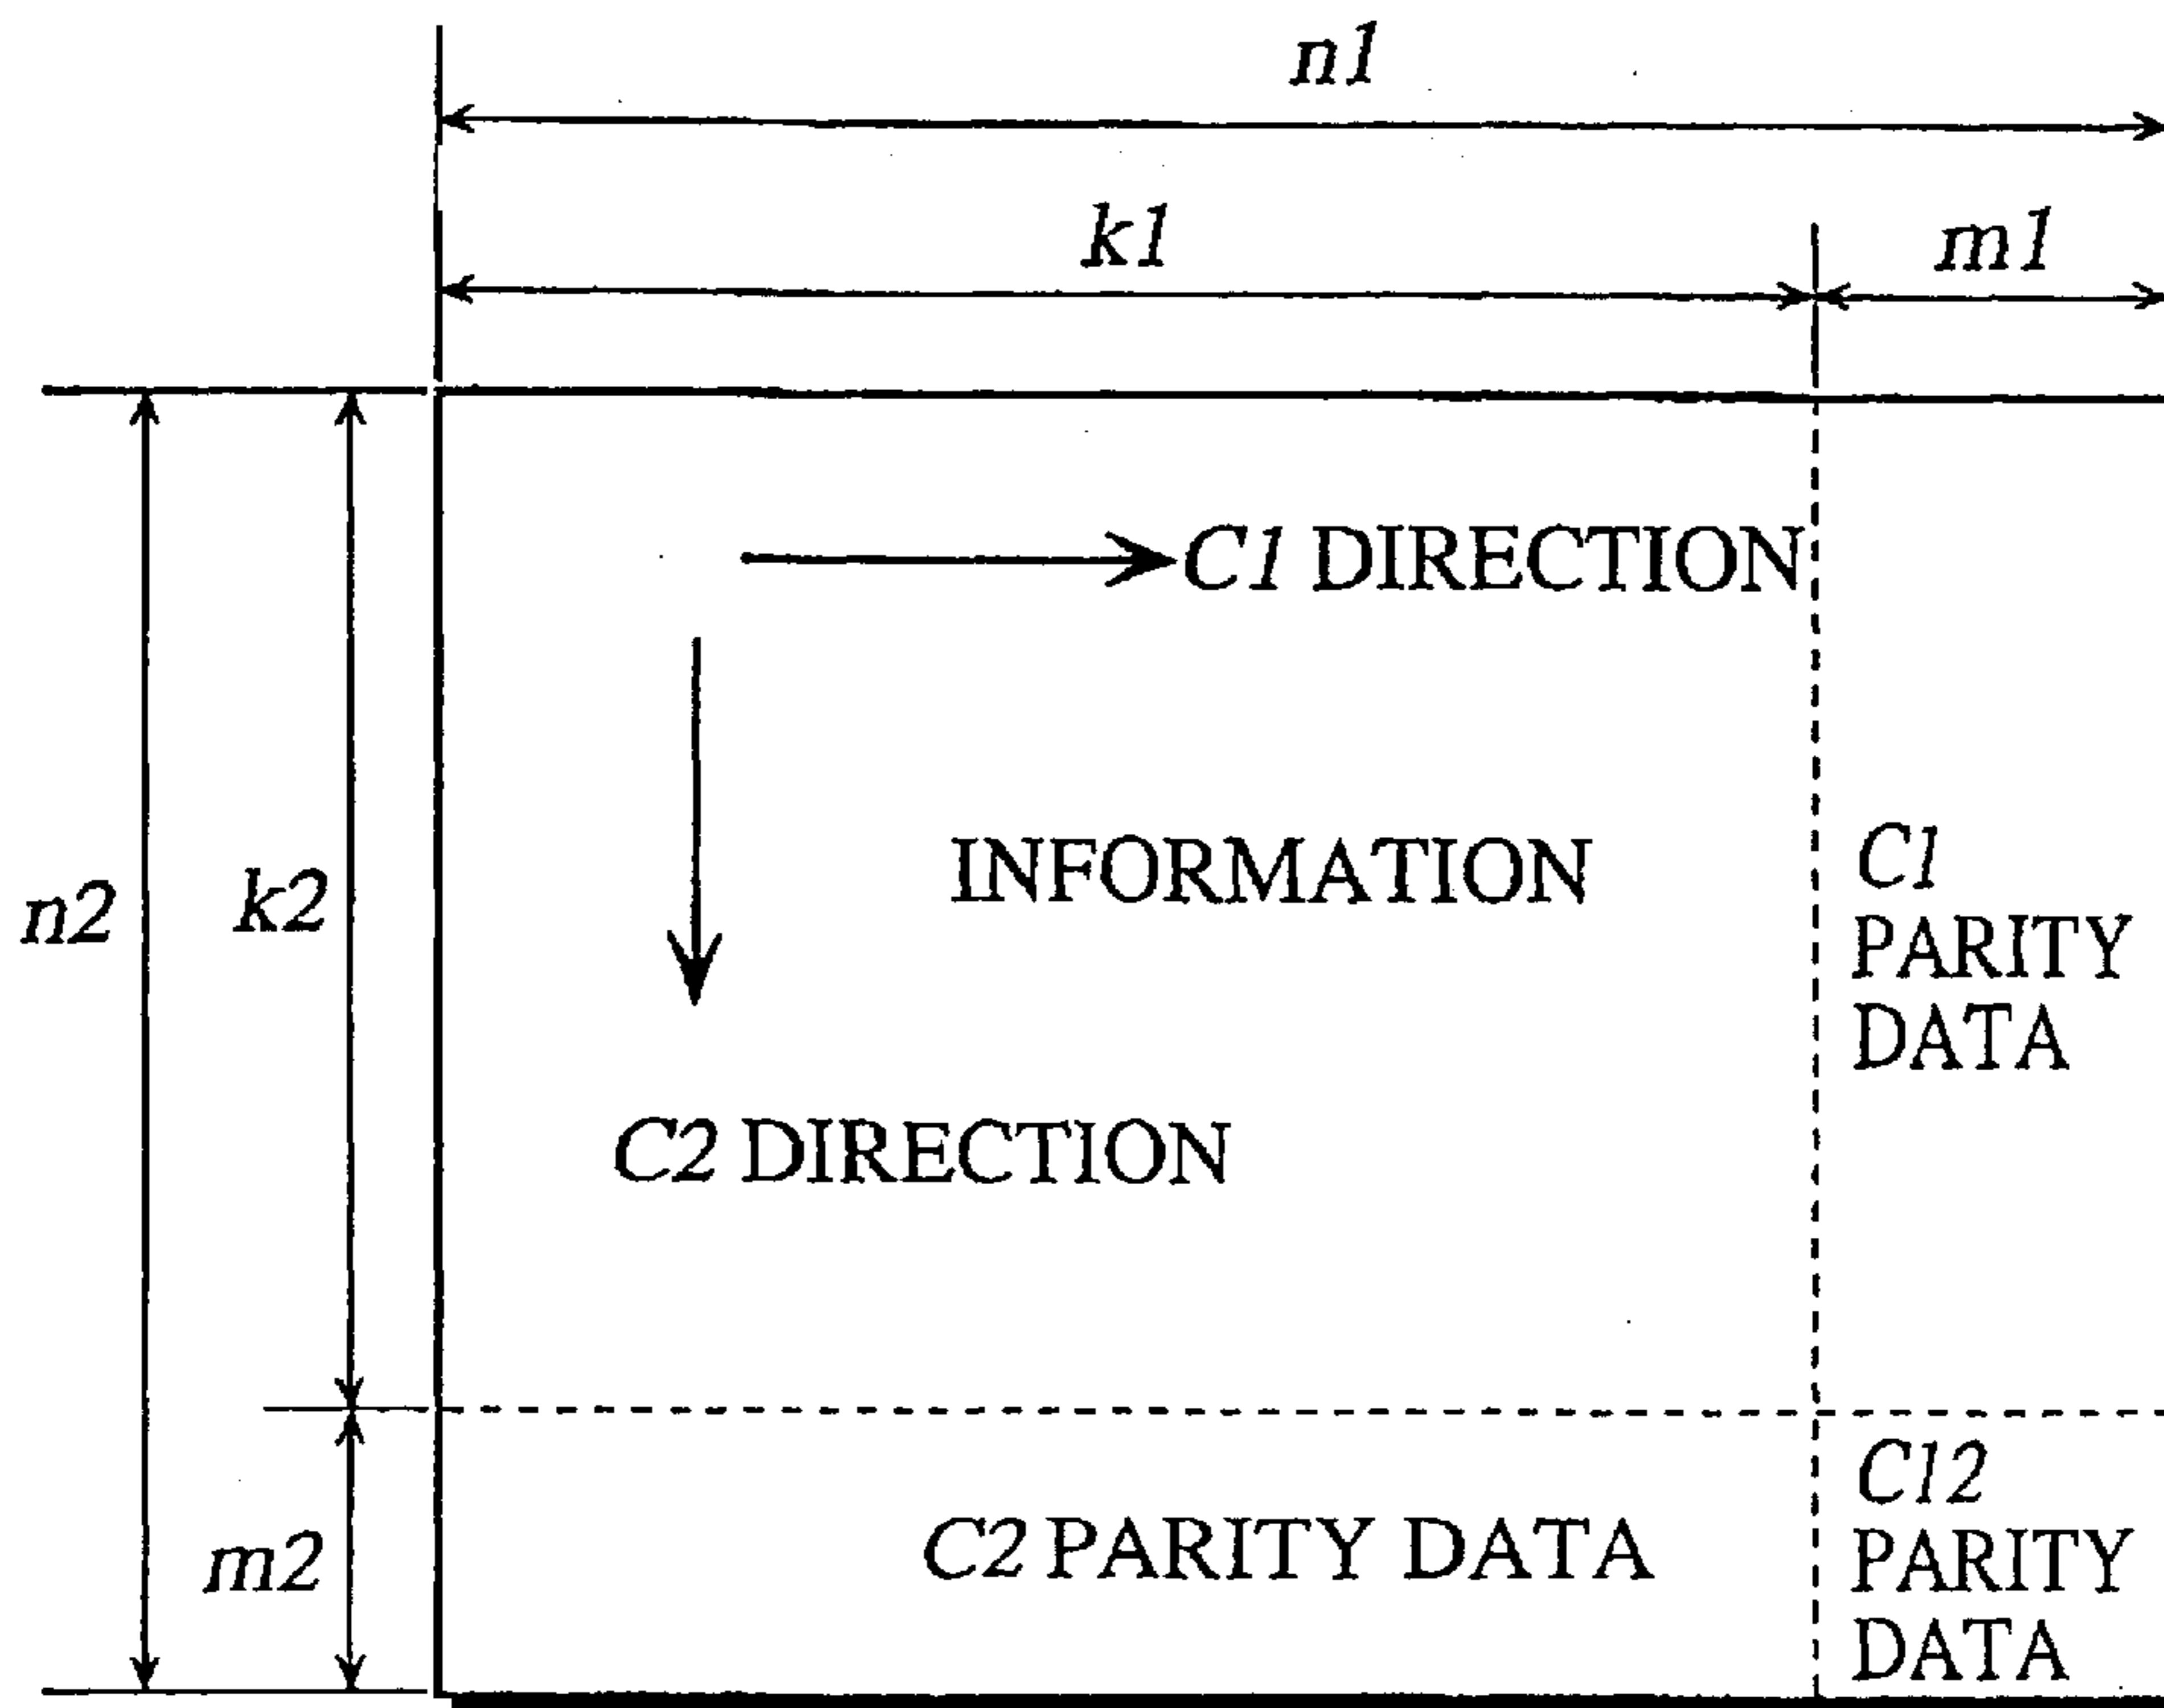 n1
k1
m1
C1 DIRECTION
n2
k2
INFORMATION
C1
PARITY
DATA
C2 DIRECTION
m2
C2 PARITY DATA
C12
PARITY
DATA